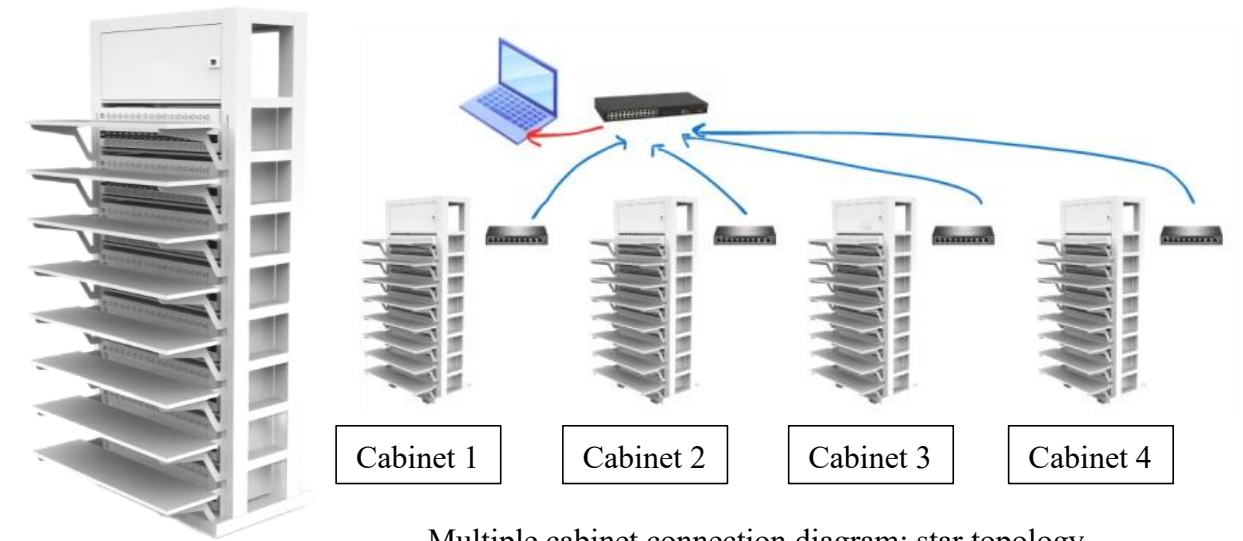 Cabinet 1
Cabinet 2
Cabinet 3
Cabinet 4
Multiple cabinet connection diagram: star topology